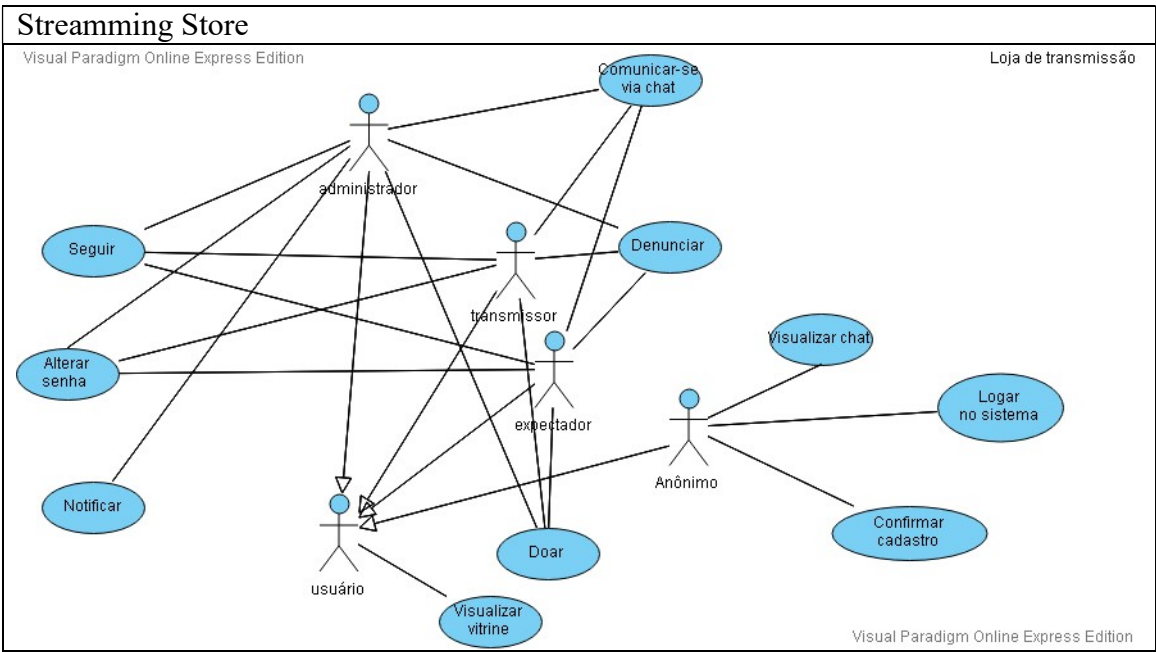 Streamming Store
Visual Paradigm Online Express Edition
Loja de transmissão
Comunicar-se
via chat
administrador
Seguir
Denunciar
transmissor
Visualizar chat
Alterar
senha
Logar
no sistema
expectador
Anônimo
Notificar
Confirmar
cadastro
Doar
usuário
Visualizar
vitrine
Visual Paradigm Online Express Edition